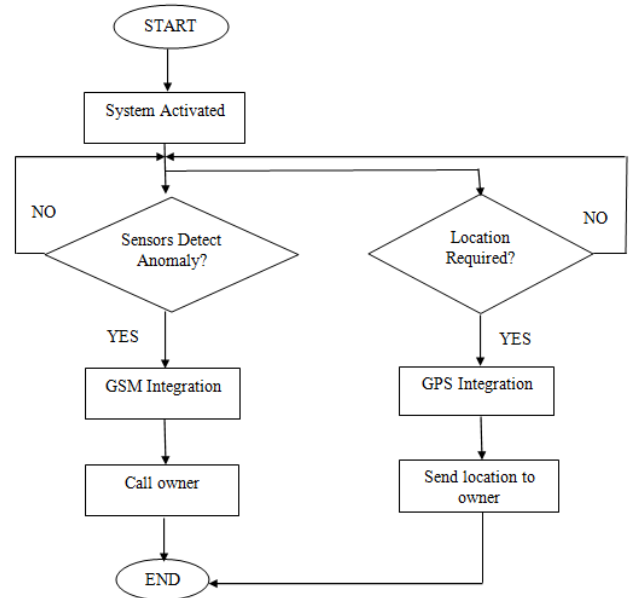 START
System Activated
NO
Sensors Detect
Anomaly?
Location
Required?
NO
YES
YES
GSM Integration
GPS Integration
Call owner
Send location to
owner
END